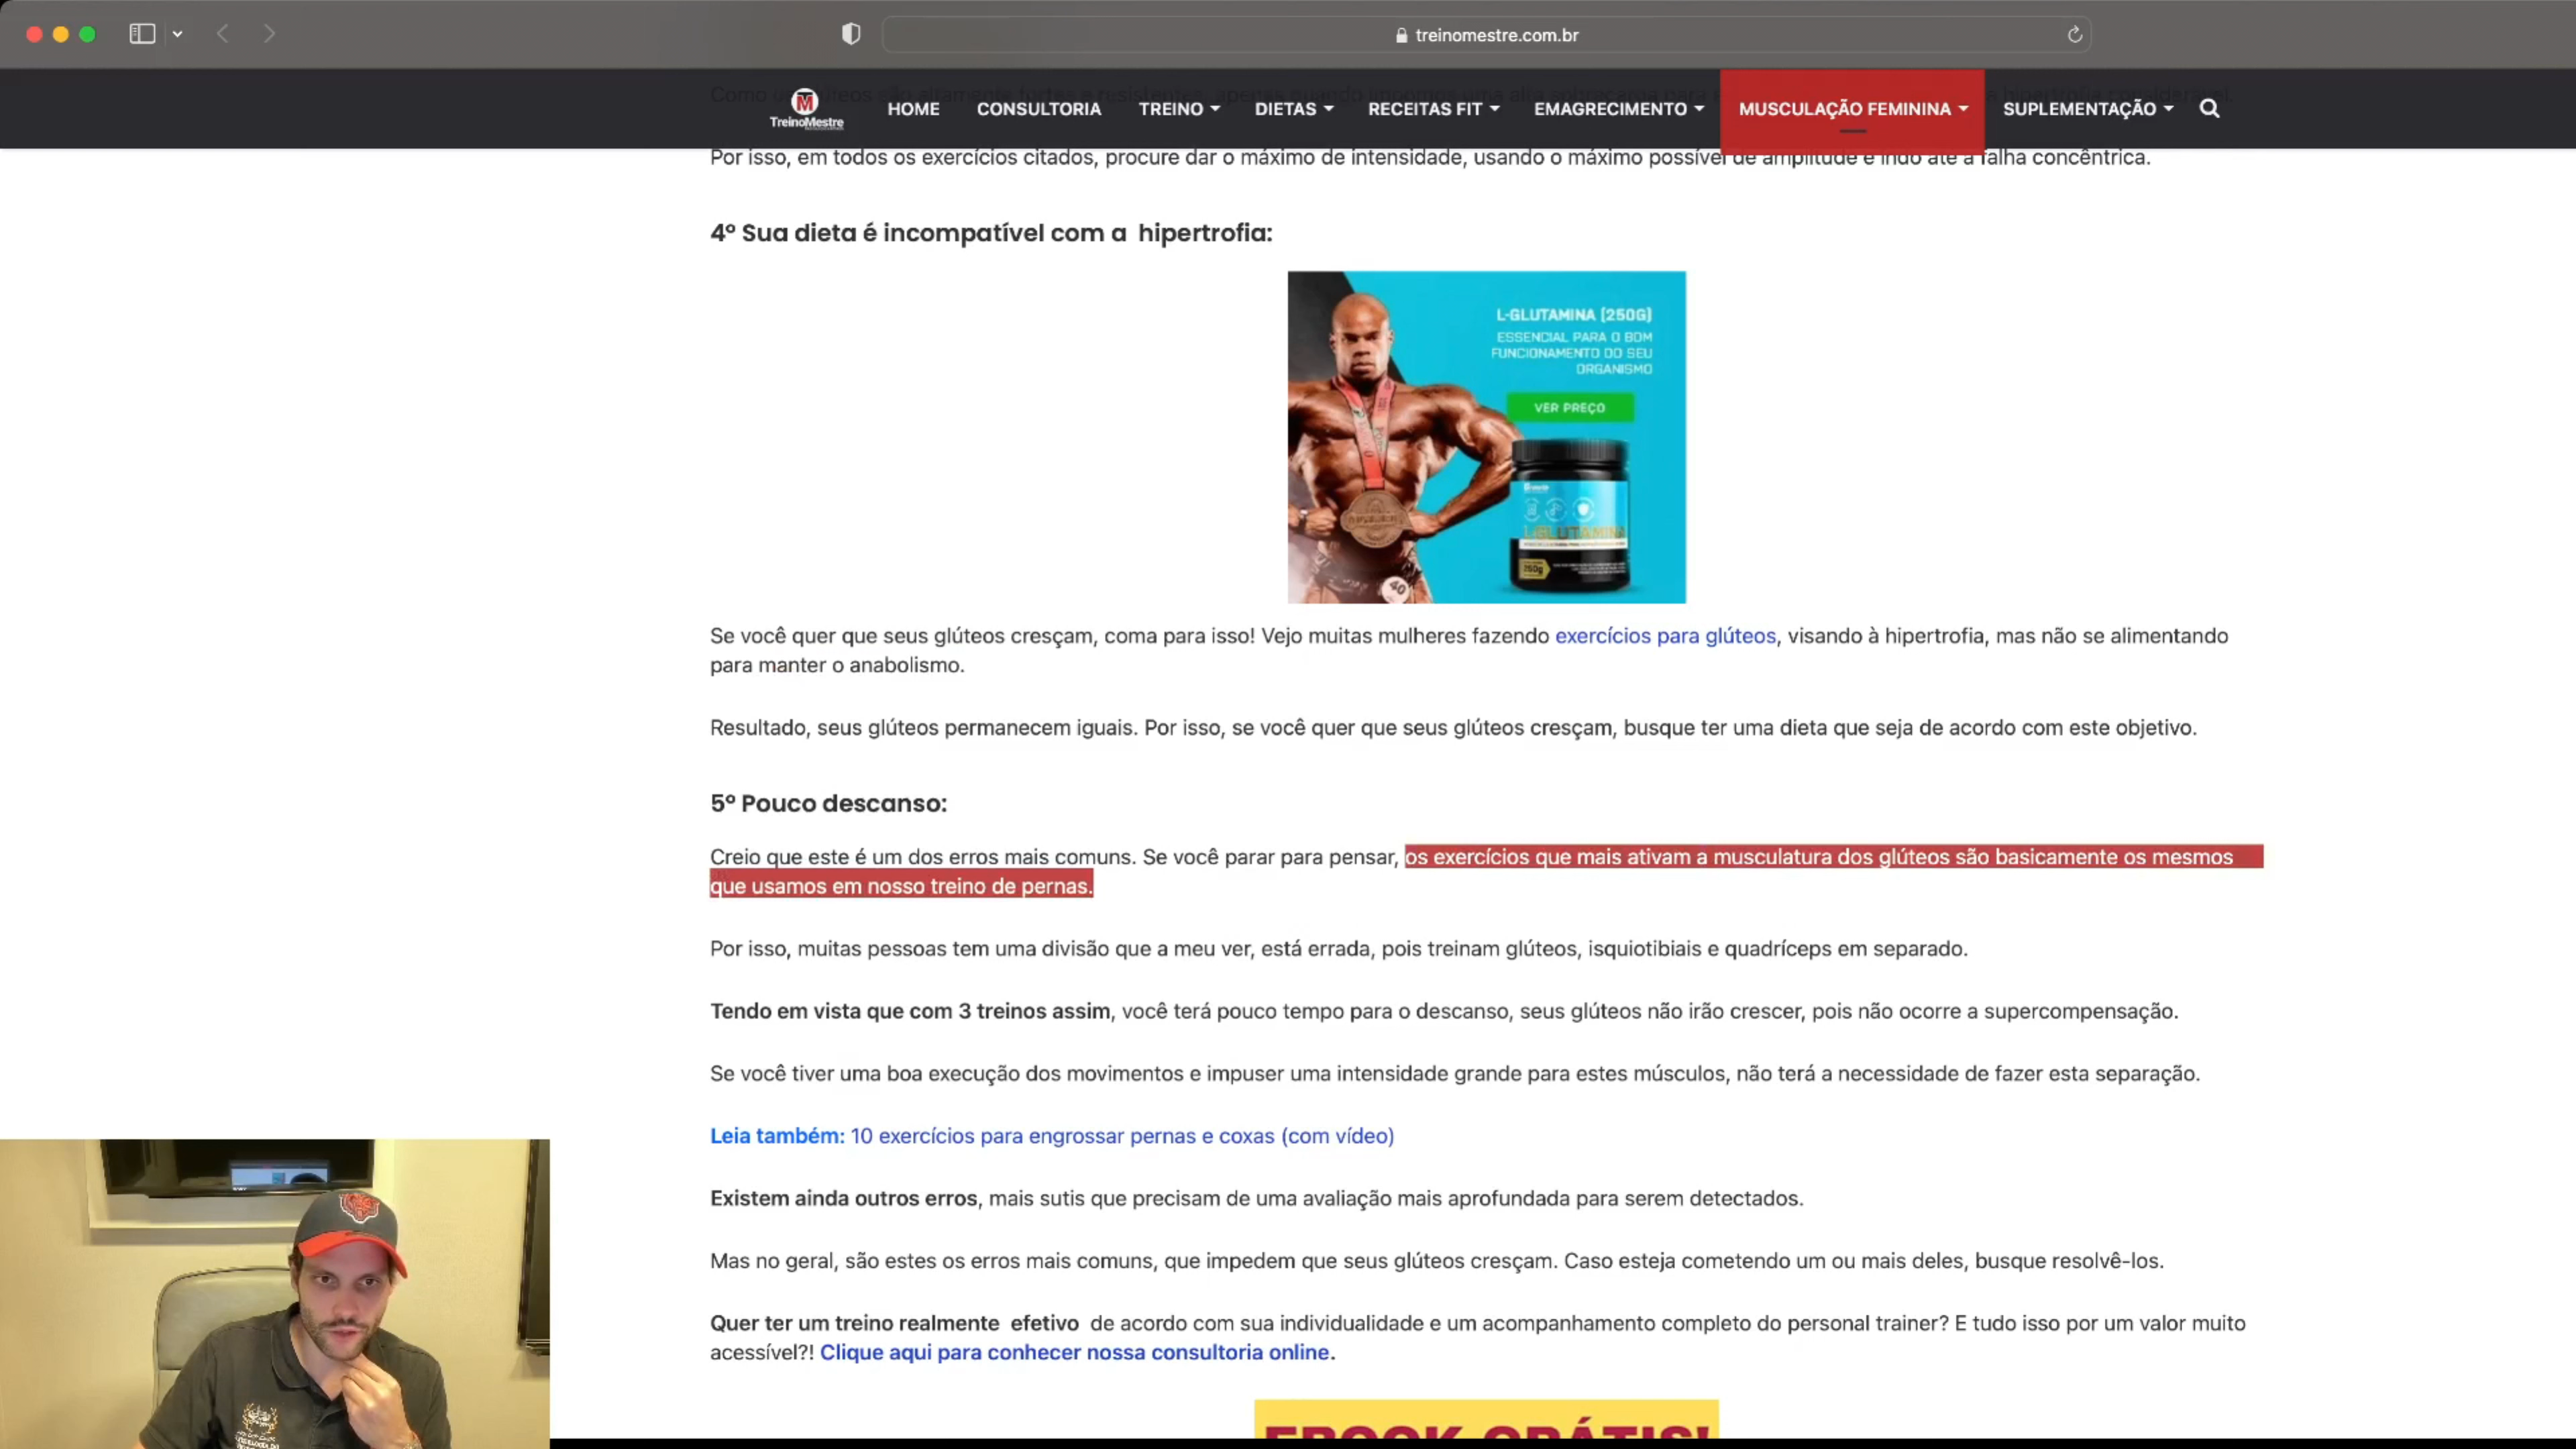 treinomestre.com.br
TreinoMestre
HOME CONSULTORIA TREINO DIETAS RECEITAS FIT EMAGRECIMENTO MUSCULAÇÃO FEMININA SUPLEMENTAÇÃO
Por isso, em todos os exercícios citados, procure dar o máximo de intensidade, usando o máximo possível de amplitude e indo até a falha concêntrica.
4º Sua dieta é incompatível com a hipertrofia:
L-GLUTAMINA (250G)
ESSENCIAL PARA O BOM
FUNCIONAMENTO DO SEU
ORGANISMO
VER PREÇO
L-GLUTAMINA
250g
40
Se você quer que seus glúteos cresçam, coma para isso! Vejo muitas mulheres fazendo exercícios para glúteos, visando à hipertrofia, mas não se alimentando
para manter o anabolismo.
Resultado, seus glúteos permanecem iguais. Por isso, se você quer que seus glúteos cresçam, busque ter uma dieta que seja de acordo com este objetivo.
5º Pouco descanso:
Creio que este é um dos erros mais comuns. Se você parar para pensar, os exercícios que mais ativam a musculatura dos glúteos são basicamente os mesmos
que usamos em nosso treino de pernas.
Por isso, muitas pessoas tem uma divisão que a meu ver, está errada, pois treinam glúteos, isquiotibiais e quadríceps em separado.
Tendo em vista que com 3 treinos assim, você terá pouco tempo para o descanso, seus glúteos não irão crescer, pois não ocorre a supercompensação.
Se você tiver uma boa execução dos movimentos e impuser uma intensidade grande para estes músculos, não terá a necessidade de fazer esta separação.
Leia também: 10 exercícios para engrossar pernas e coxas (com vídeo)
Existem ainda outros erros, mais sutis que precisam de uma avaliação mais aprofundada para serem detectados.
Mas no geral, são estes os erros mais comuns, que impedem que seus glúteos cresçam. Caso esteja cometendo um ou mais deles, busque resolvê-los.
Quer ter um treino realmente efetivo de acordo com sua individualidade e um acompanhamento completo do personal trainer? E tudo isso por um valor muito
acessível?! Clique aqui para conhecer nossa consultoria online.
EBOOK GRÁTIS!